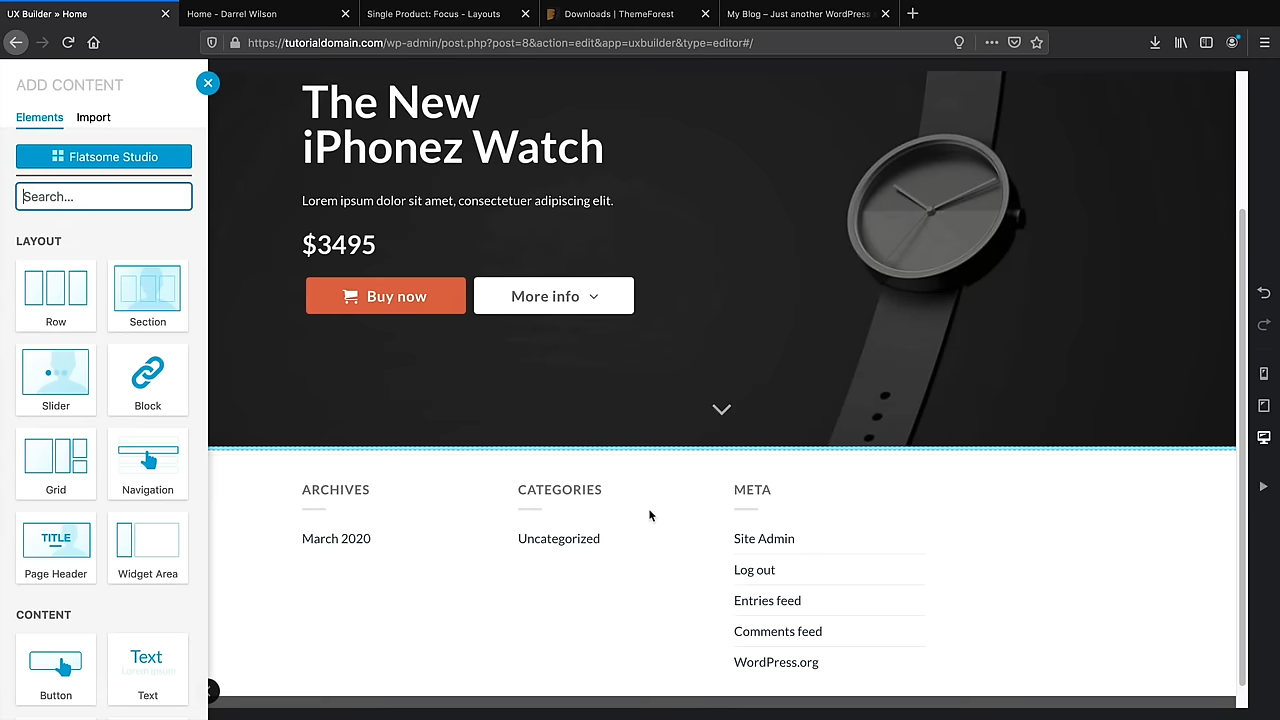 UX Builder » Home
Home - Darrel Wilson
Single Product: Focus - Layouts
Downloads | ThemeForest
My Blog – Just another WordPress
https://tutorialdomain.com/wp-admin/post.php?post=8&action=edit&app=uxbuilder&type=editor#/
ADD CONTENT
Elements
Import
Flatsome Studio
Search...
LAYOUT
Row
Section
Slider
Block
Grid
Navigation
TITLE
Page Header
Widget Area
CONTENT
Button
Text
Lorem ipsum
Text
The New
iPhonez Watch
Lorem ipsum dolor sit amet, consectetuer adipiscing elit.
$3495
Buy now
More info
ARCHIVES
March 2020
CATEGORIES
Uncategorized
META
Site Admin
Log out
Entries feed
Comments feed
WordPress.org